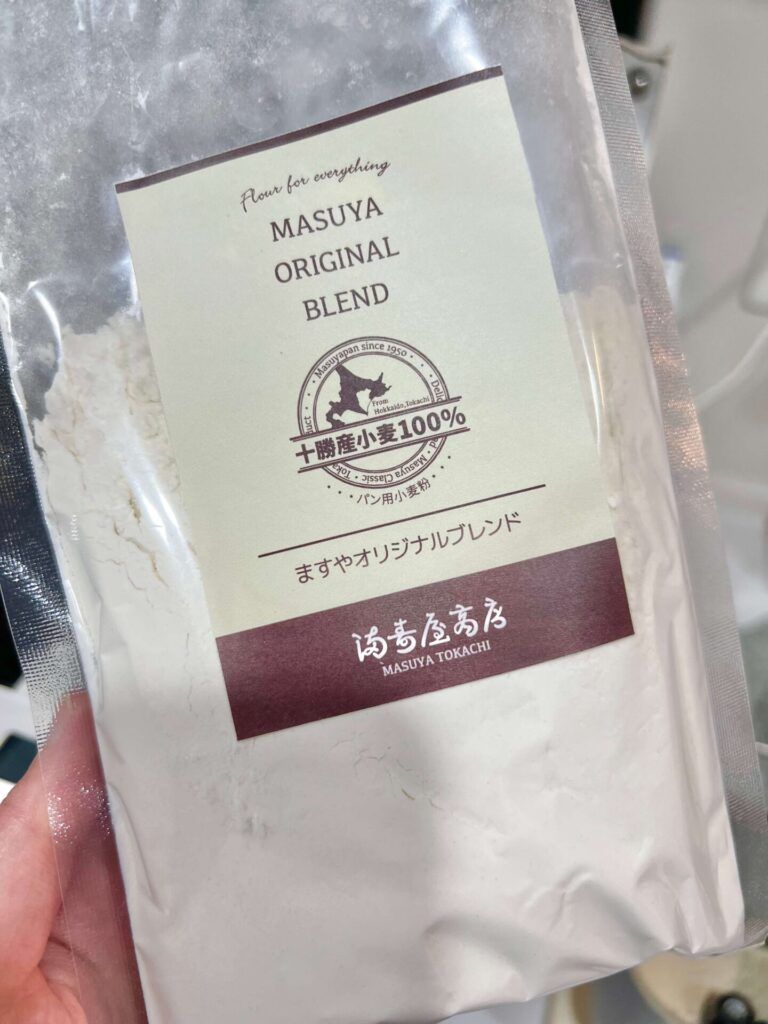 Flour for everything
MASUYA
ORIGINAL
BLEND
Masuyapan since 1950
From
Hokkaido,Tokachi
十勝産小麦100%
Masuya Classic
パン用小麦粉
ますやオリジナルブレンド
満寿屋商店
MASUYA TOKACHI